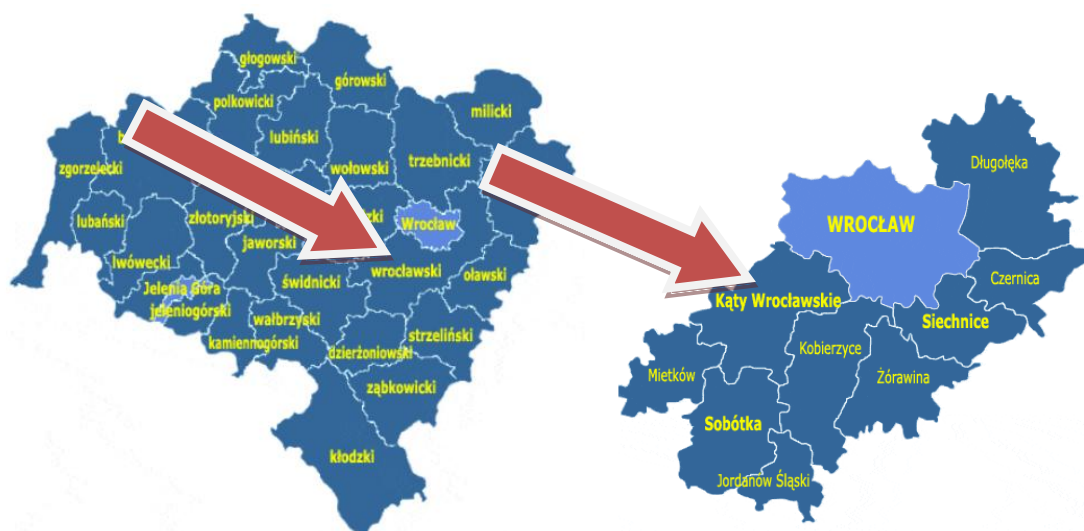 głogowski
górowski
polkowicki
milicki
lubiński
trzebnicki
wołowski
zgorzelecki
lubański
złotoryjski
Wrocław
jaworski
lwówecki
wrocławski
oławski
świdnicki
Jelenia Góra
jeleniogórski
wałbrzyski
kamiennogórski
strzeliński
dzierżoniowski
ząbkowicki
kłodzki
Długołęka
WROCŁAW
Czernica
Kąty Wrocławskie
Siechnice
Kobierzyce
Mietków
Żórawina
Sobótka
Jordanów Śląski